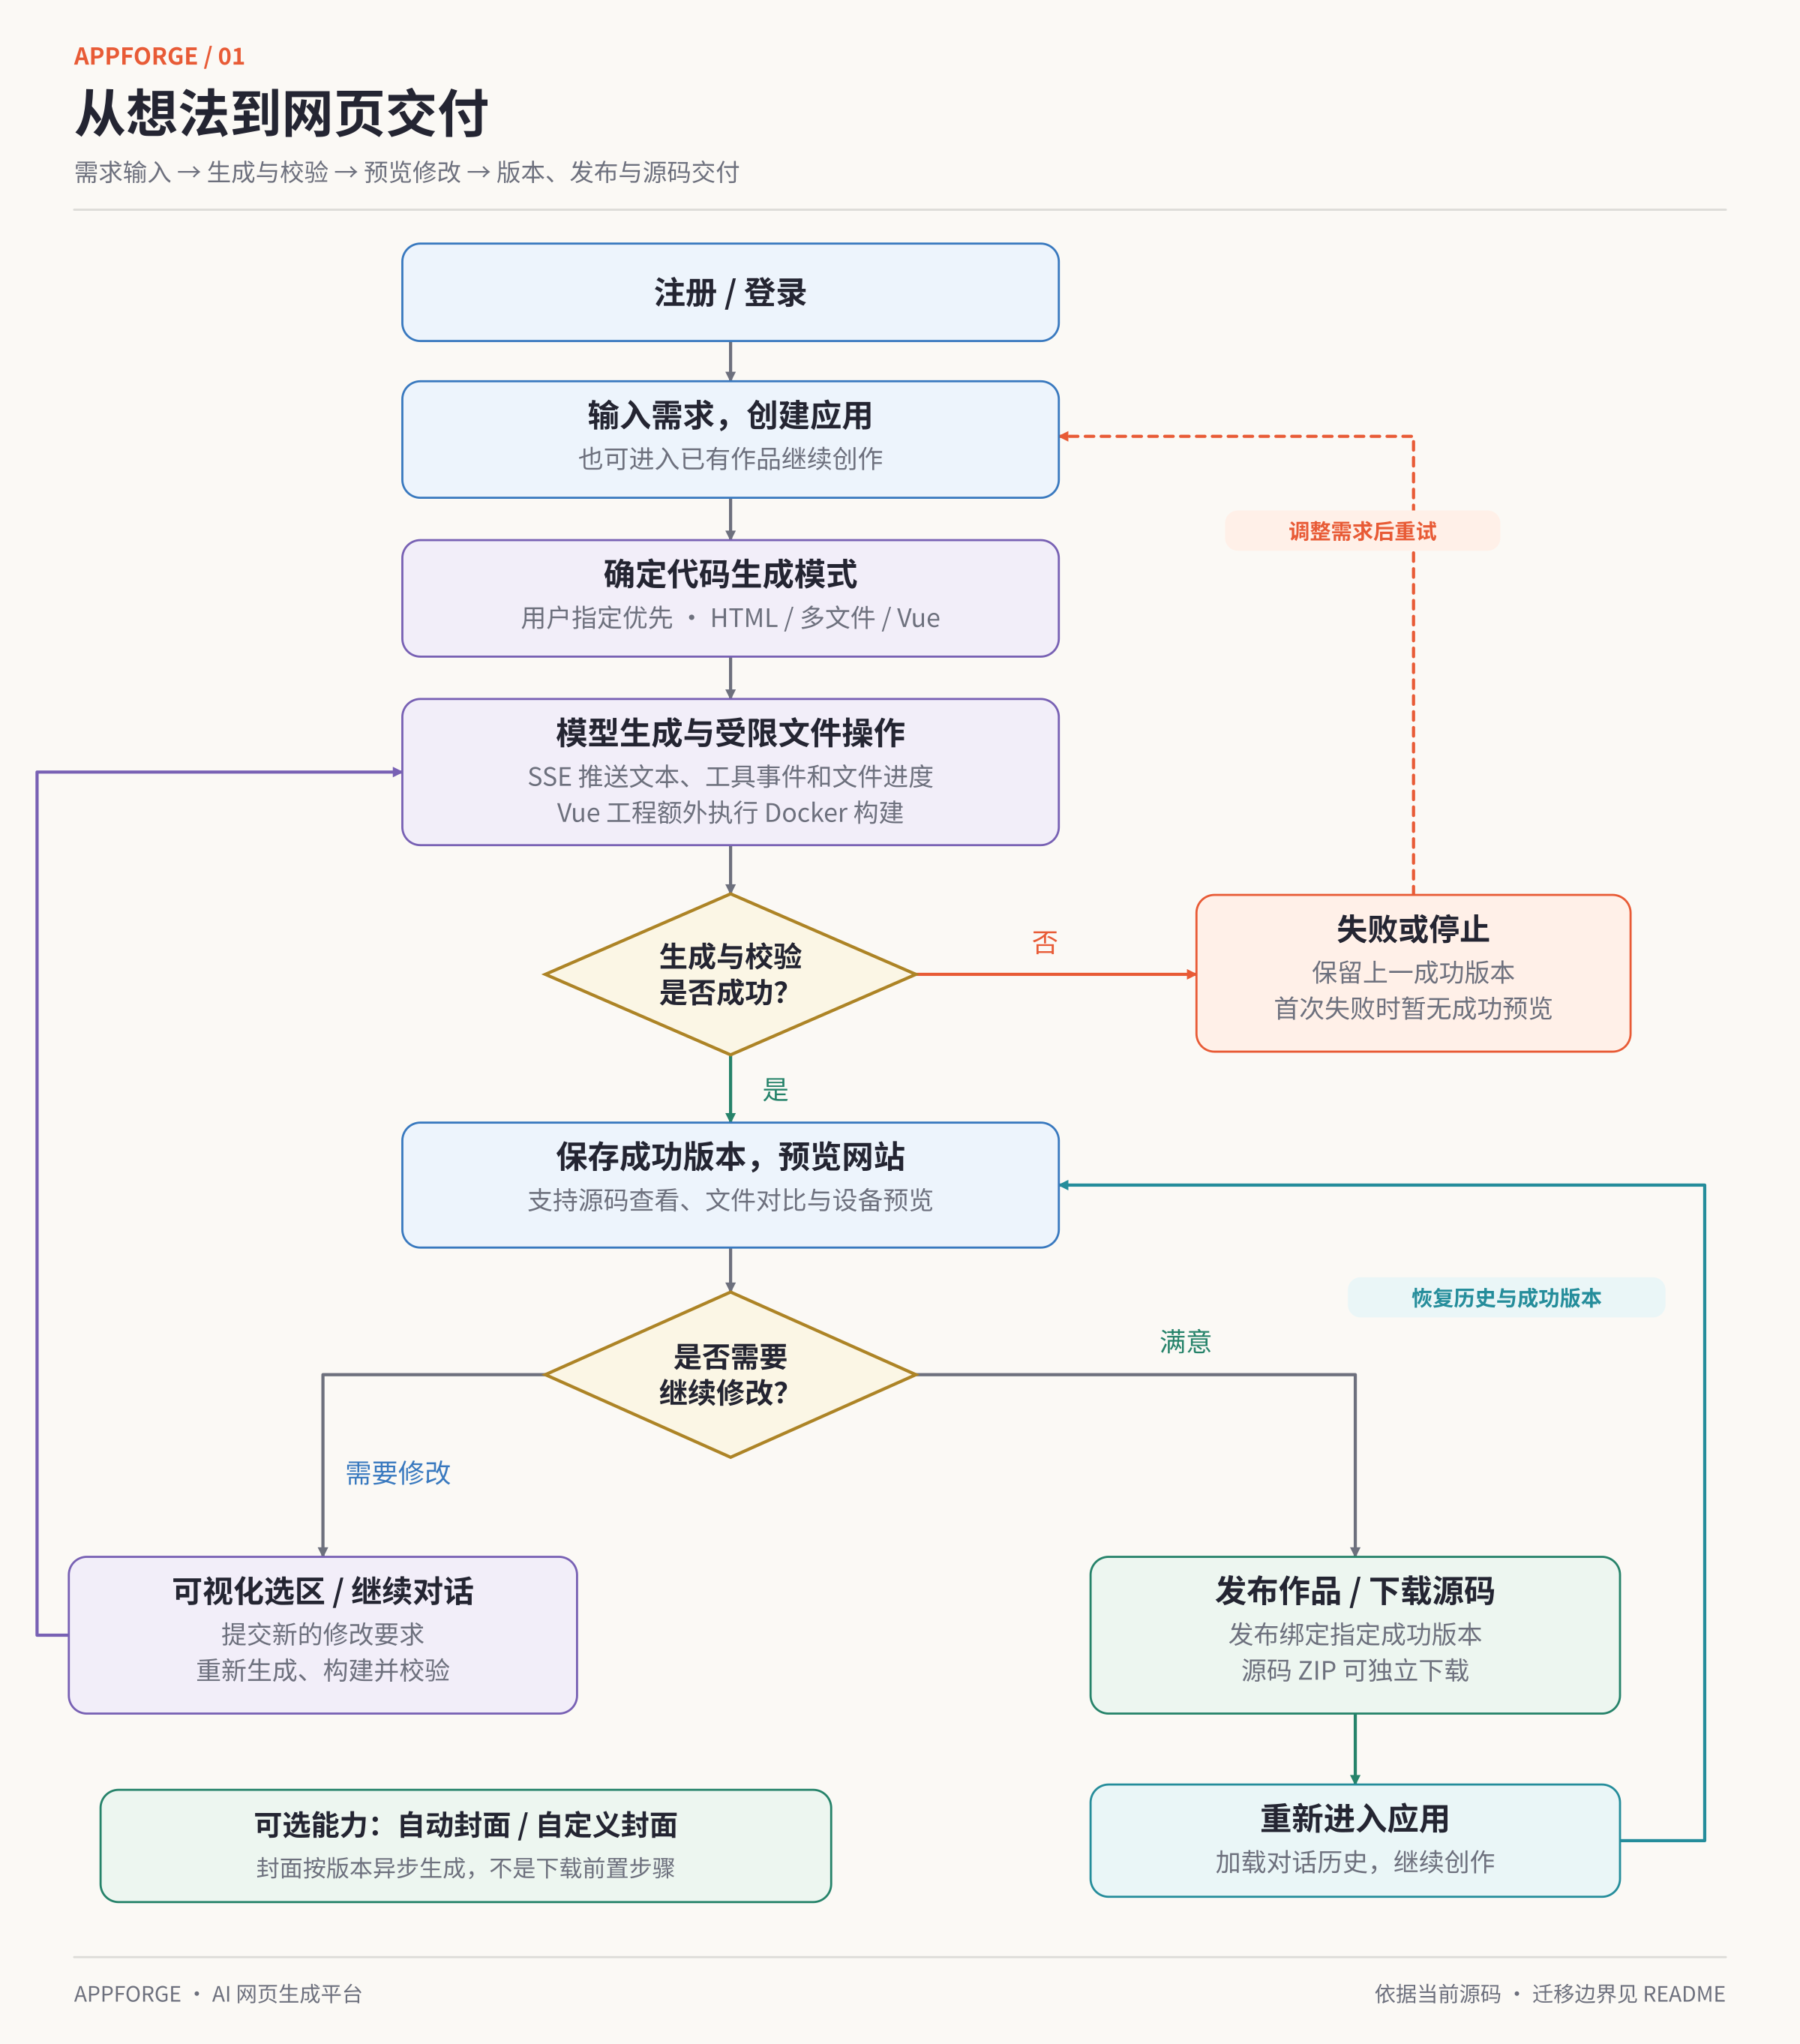 APPFORGE / 01
从想法到网页交付
需求输入 → 生成与校验 → 预览修改 → 版本、发布与源码交付
注册 / 登录
输入需求，创建应用
也可进入已有作品继续创作
调整需求后重试
确定代码生成模式
用户指定优先 · HTML / 多文件 / Vue
模型生成与受限文件操作
SSE 推送文本、工具事件和文件进度
Vue 工程额外执行 Docker 构建
生成与校验
是否成功？
否
失败或停止
保留上一成功版本
首次失败时暂无成功预览
是
保存成功版本，预览网站
支持源码查看、文件对比与设备预览
恢复历史与成功版本
是否需要
继续修改？
满意
需要修改
可视化选区 / 继续对话
提交新的修改要求
重新生成、构建并校验
发布作品 / 下载源码
发布绑定指定成功版本
源码 ZIP 可独立下载
可选能力：自动封面 / 自定义封面
封面按版本异步生成，不是下载前置步骤
重新进入应用
加载对话历史，继续创作
APPFORGE · AI 网页生成平台
依据当前源码 · 迁移边界见 README